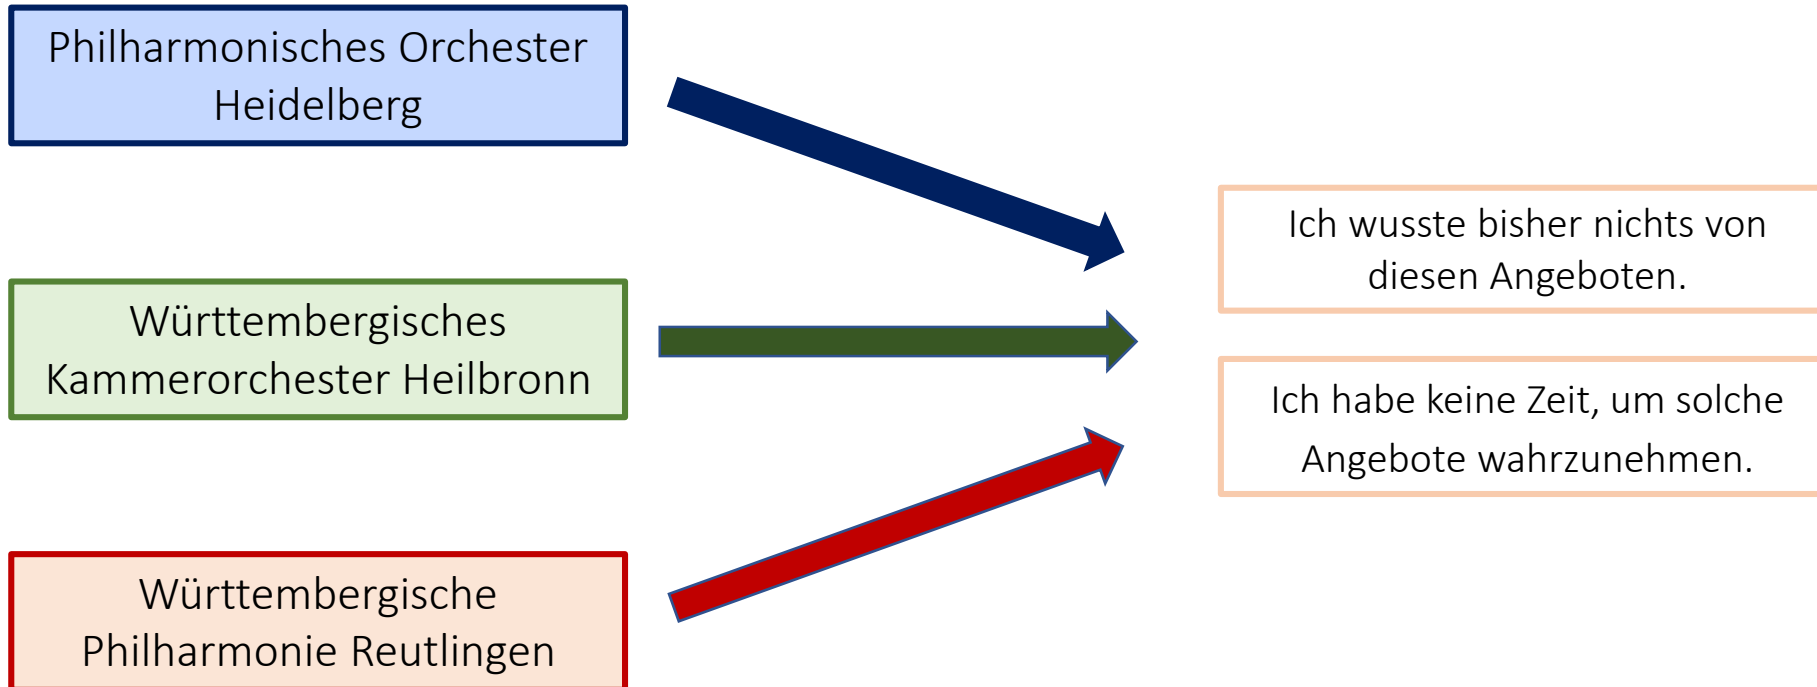 Philharmonisches Orchester
Heidelberg
Württembergisches
Kammerorchester Heilbronn
Württembergische
Philharmonie Reutlingen
Ich wusste bisher nichts von
diesen Angeboten.
Ich habe keine Zeit, um solche
Angebote wahrzunehmen.